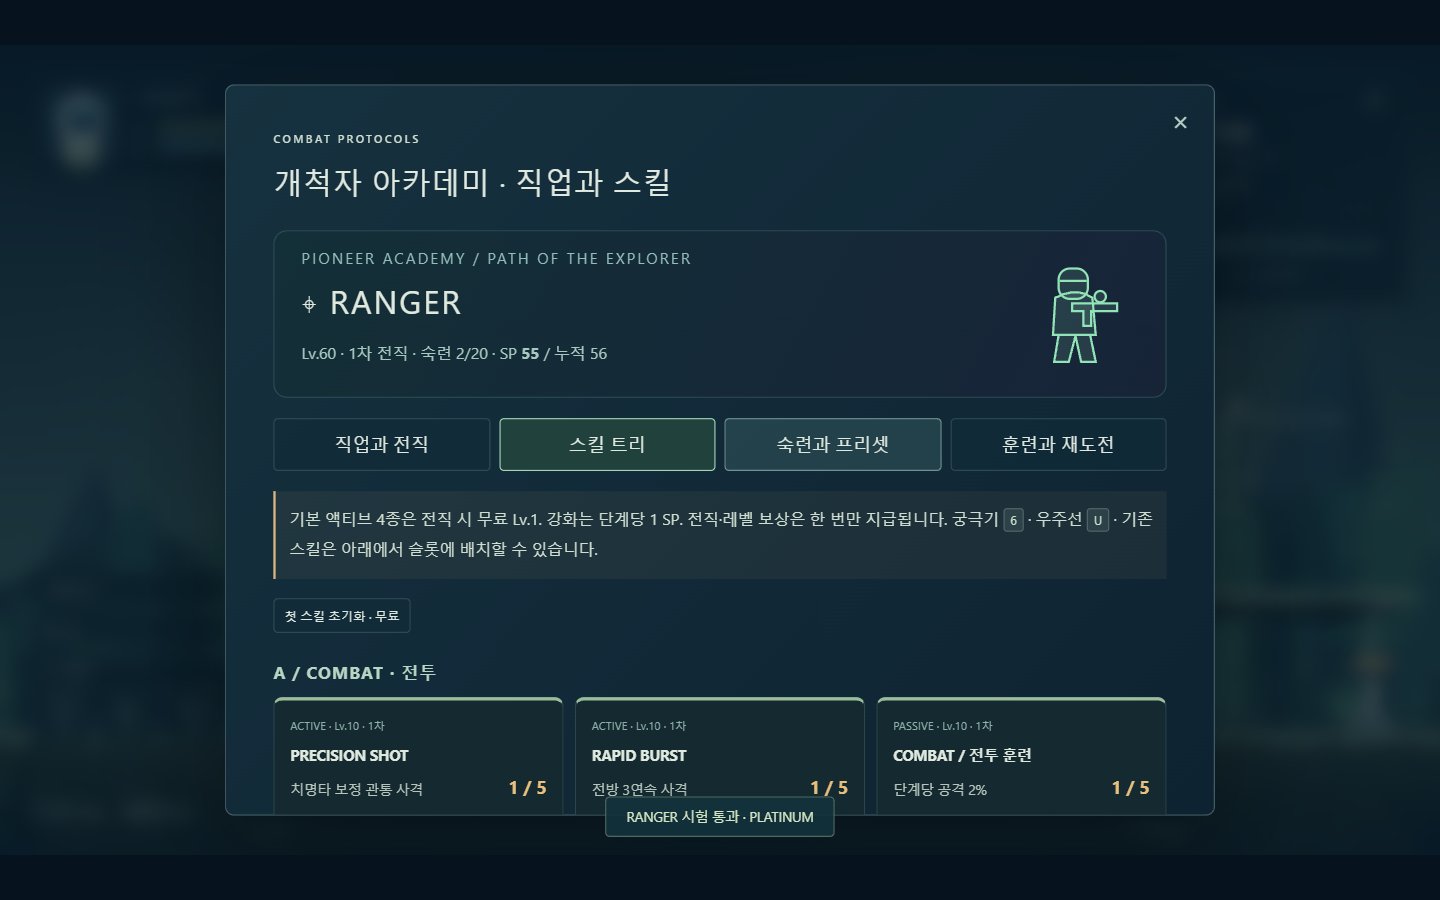 COMBAT PROTOCOLS
개척자 아카데미 · 직업과 스킬
PIONEER ACADEMY / PATH OF THE EXPLORER
⌖ RANGER
Lv.60 · 1차 전직 · 숙련 2/20 · SP 55 / 누적 56
직업과 전직
스킬 트리
숙련과 프리셋
훈련과 재도전
기본 액티브 4종은 전직 시 무료 Lv.1. 강화는 단계당 1 SP. 전직·레벨 보상은 한 번만 지급됩니다. 궁극기 6 · 우주선 U · 기존
스킬은 아래에서 슬롯에 배치할 수 있습니다.
첫 스킬 초기화 · 무료
A / COMBAT · 전투
ACTIVE · Lv.10 · 1차
PRECISION SHOT
치명타 보정 관통 사격 1 / 5
ACTIVE · Lv.10 · 1차
RAPID BURST
전방 3연속 사격 1 / 5
PASSIVE · Lv.10 · 1차
COMBAT / 전투 훈련
단계당 공격 2% 1 / 5
RANGER 시험 통과 · PLATINUM